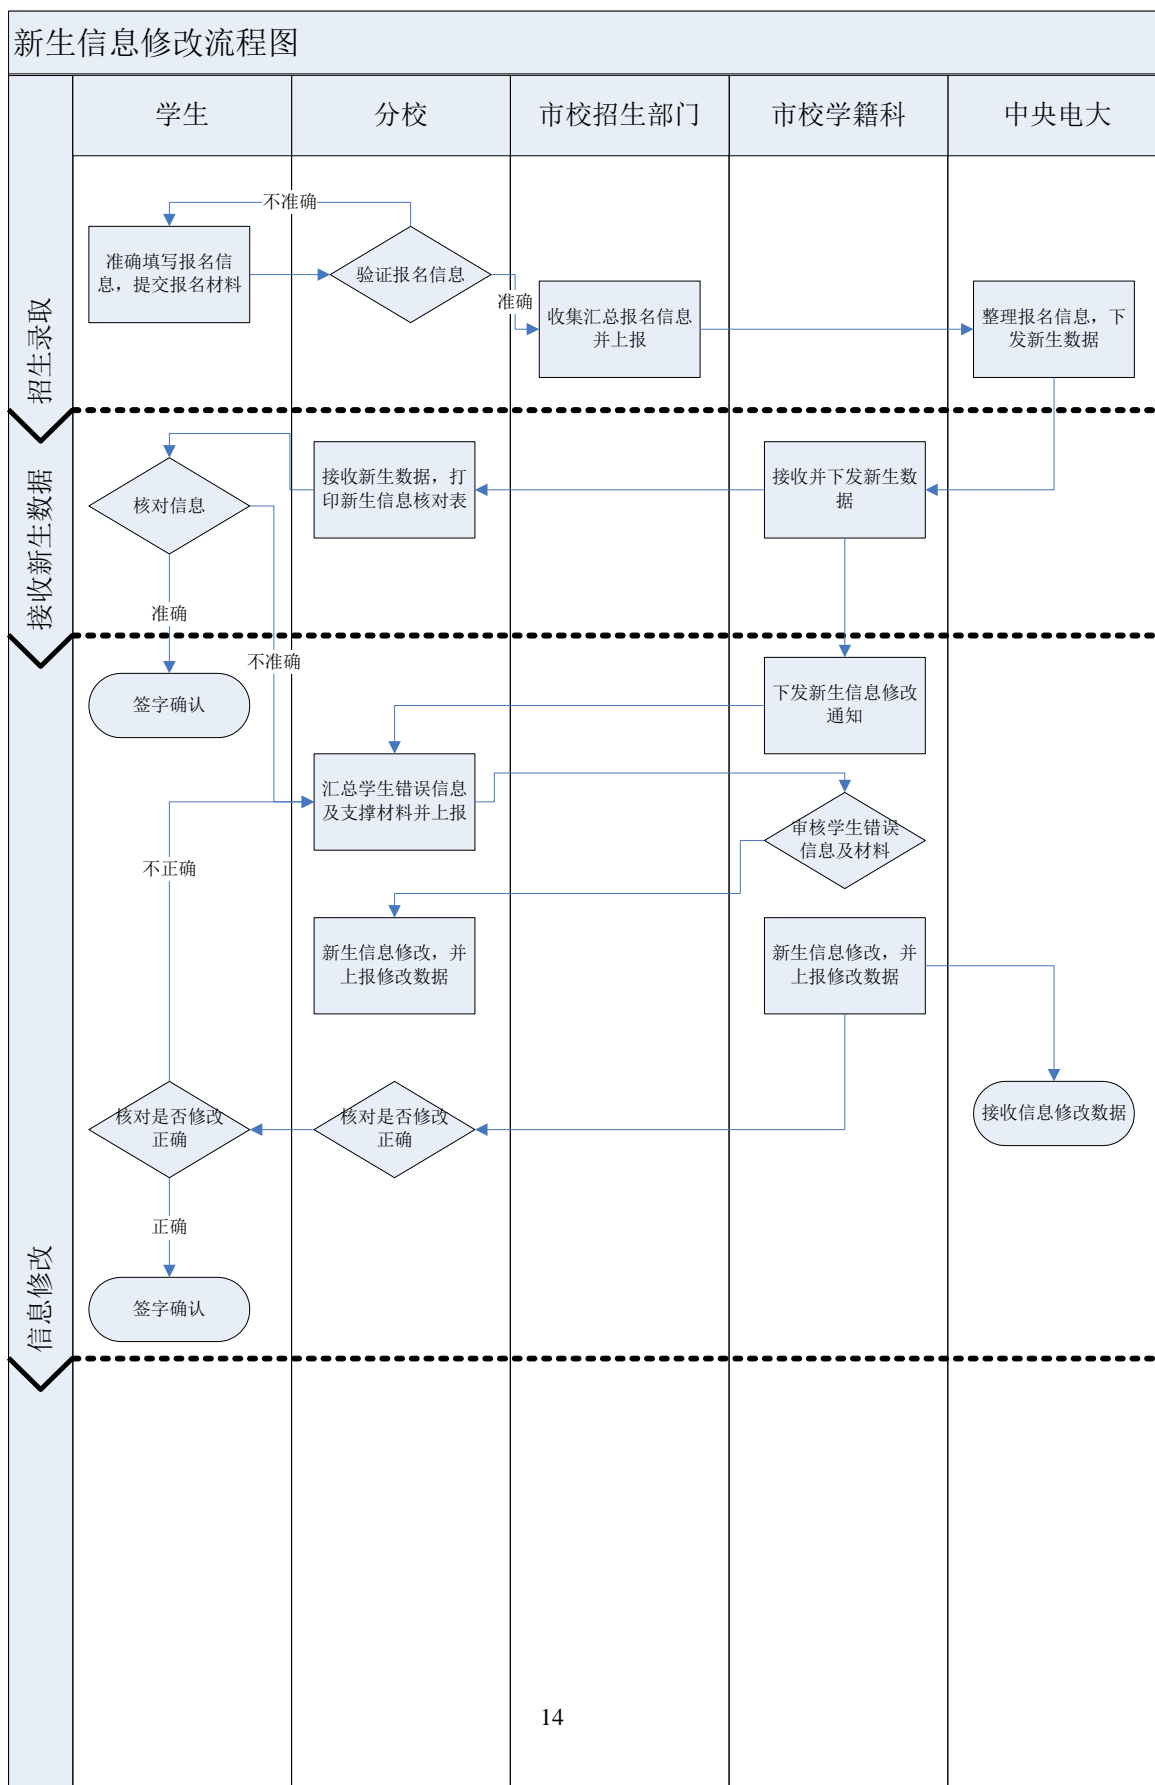 新生信息修改流程图
学生
分校
市校招生部门
市校学籍科
中央电大
招生录取
不准确
准确填写报名信
息，提交报名材料
验证报名信息
准确
收集汇总报名信息
并上报
整理报名信息，下
发新生数据
接收新生数据
核对信息
接收新生数据，打
印新生信息核对表
接收并下发新生数
据
准确
不准确
信息修改
签字确认
下发新生信息修改
通知
汇总学生错误信息
及支撑材料并上报
审核学生错误
信息及材料
不正确
新生信息修改，并
上报修改数据
新生信息修改，并
上报修改数据
核对是否修改
正确
核对是否修改
正确
接收信息修改数据
正确
签字确认
14